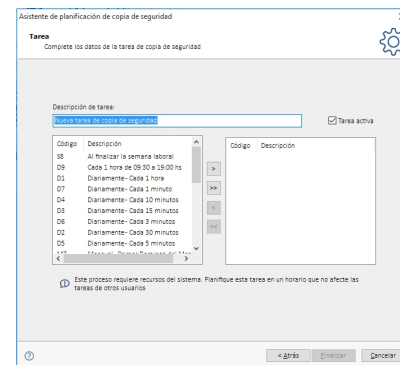 Asistente de planificación de copia de seguridad
Tarea
Complete los datos de la tarea de copia de seguridad
Descripción de tarea:
Nueva tarea de copia de seguridad
Tarea activa
Código Descripción
S8 Al finalizar la semana laboral
D9 Cada 1 hora de 09:30 a 19:00 hs
D1 Diariamente- Cada 1 hora
D7 Diariamente- Cada 1 minuto
D4 Diariamente- Cada 10 minutos
D3 Diariamente- Cada 15 minutos
D6 Diariamente- Cada 2 horas
D2 Diariamente- Cada 30 minutos
D5 Diariamente- Cada 5 minutos
>
>>
<
<<
Código Descripción
Este proceso requiere recursos del sistema. Planifique esta tarea en un horario que no afecte las
tareas de otros usuarios
?
< Atrás Finalizar Cancelar